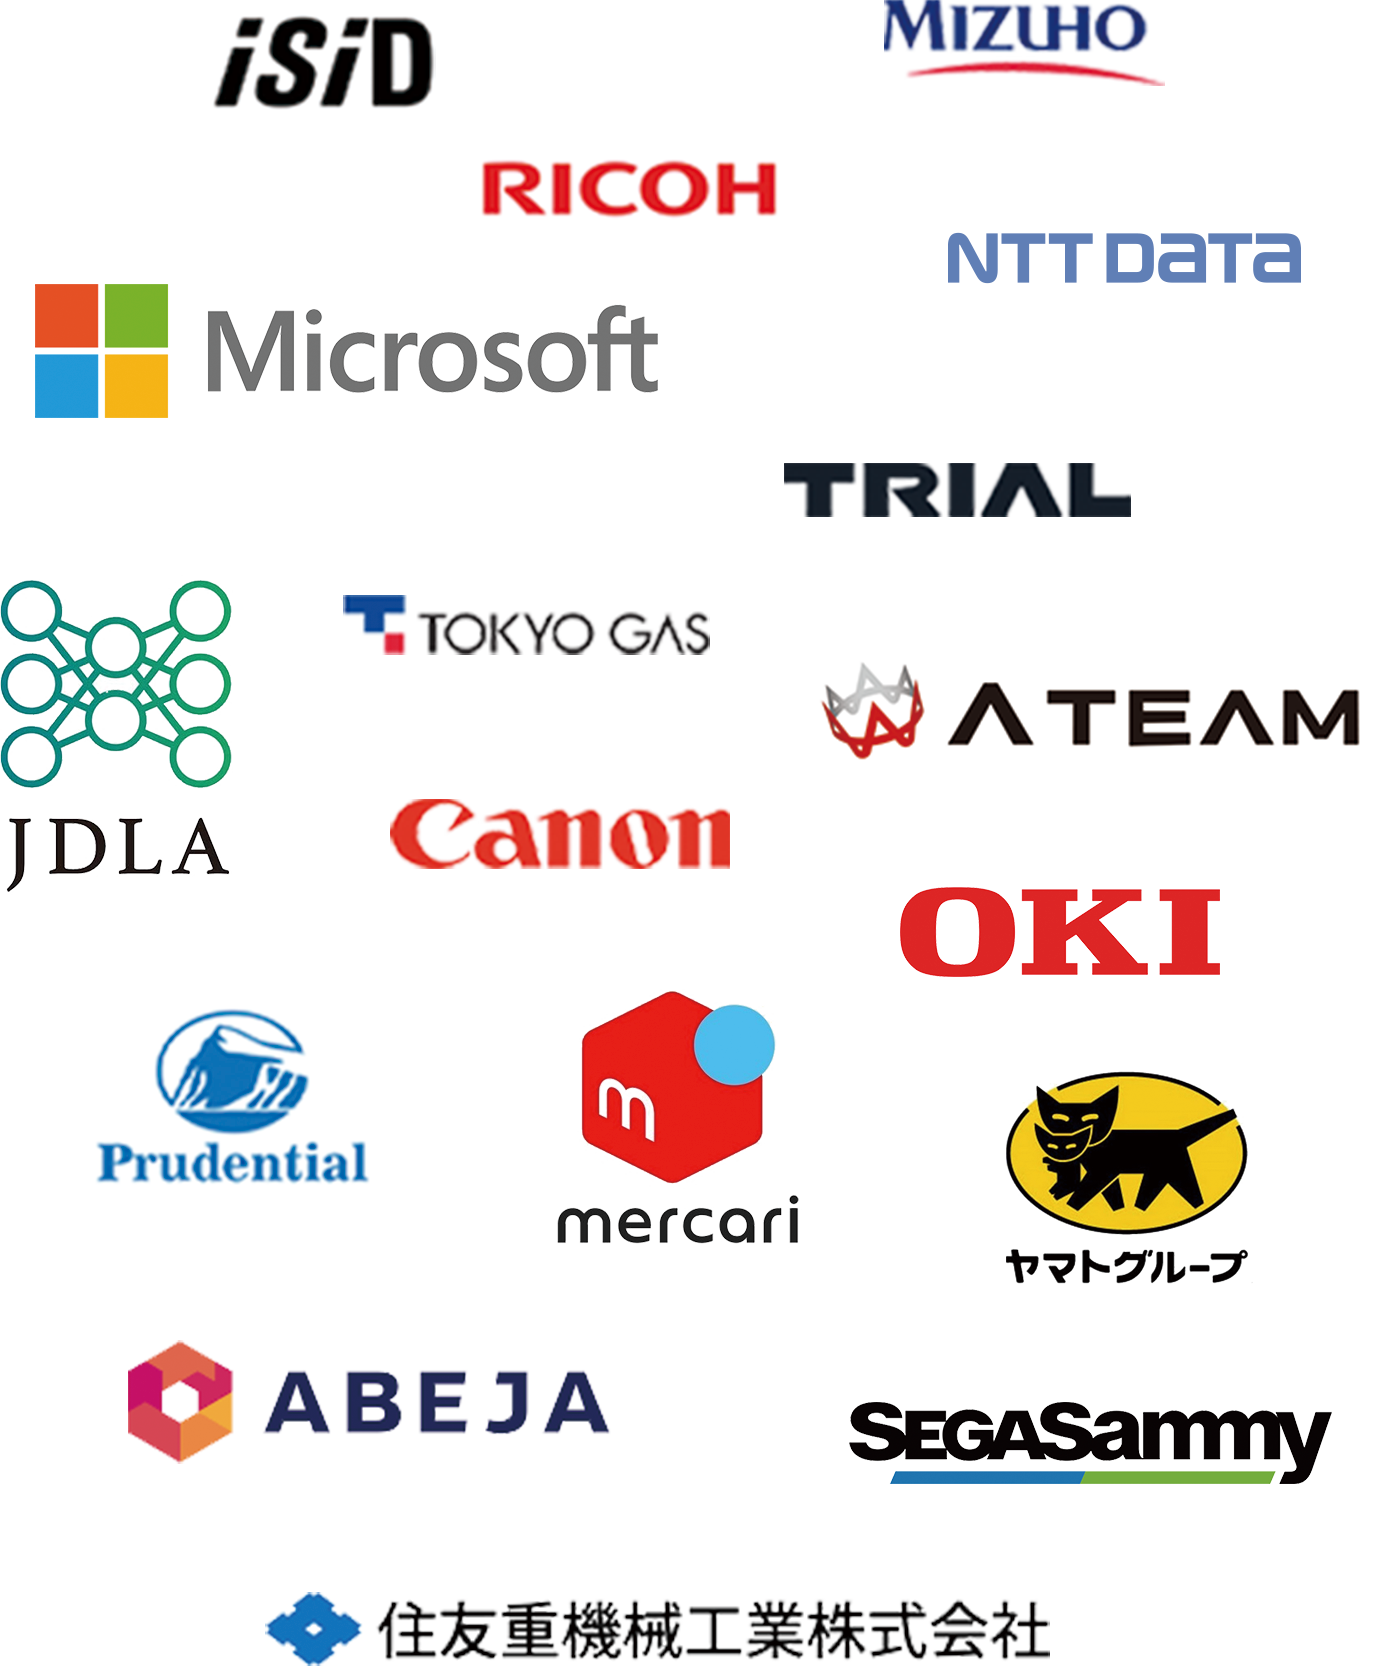 iSiD
MIZUHO
RICOH
NTT DATA
Microsoft
TRIAL
TOKYO GAS
ATEAM
JDLA
Canon
OKI
Prudential
m
mercari
ヤマトグループ
ABEJA
SEGASammy
住友重機械工業株式会社